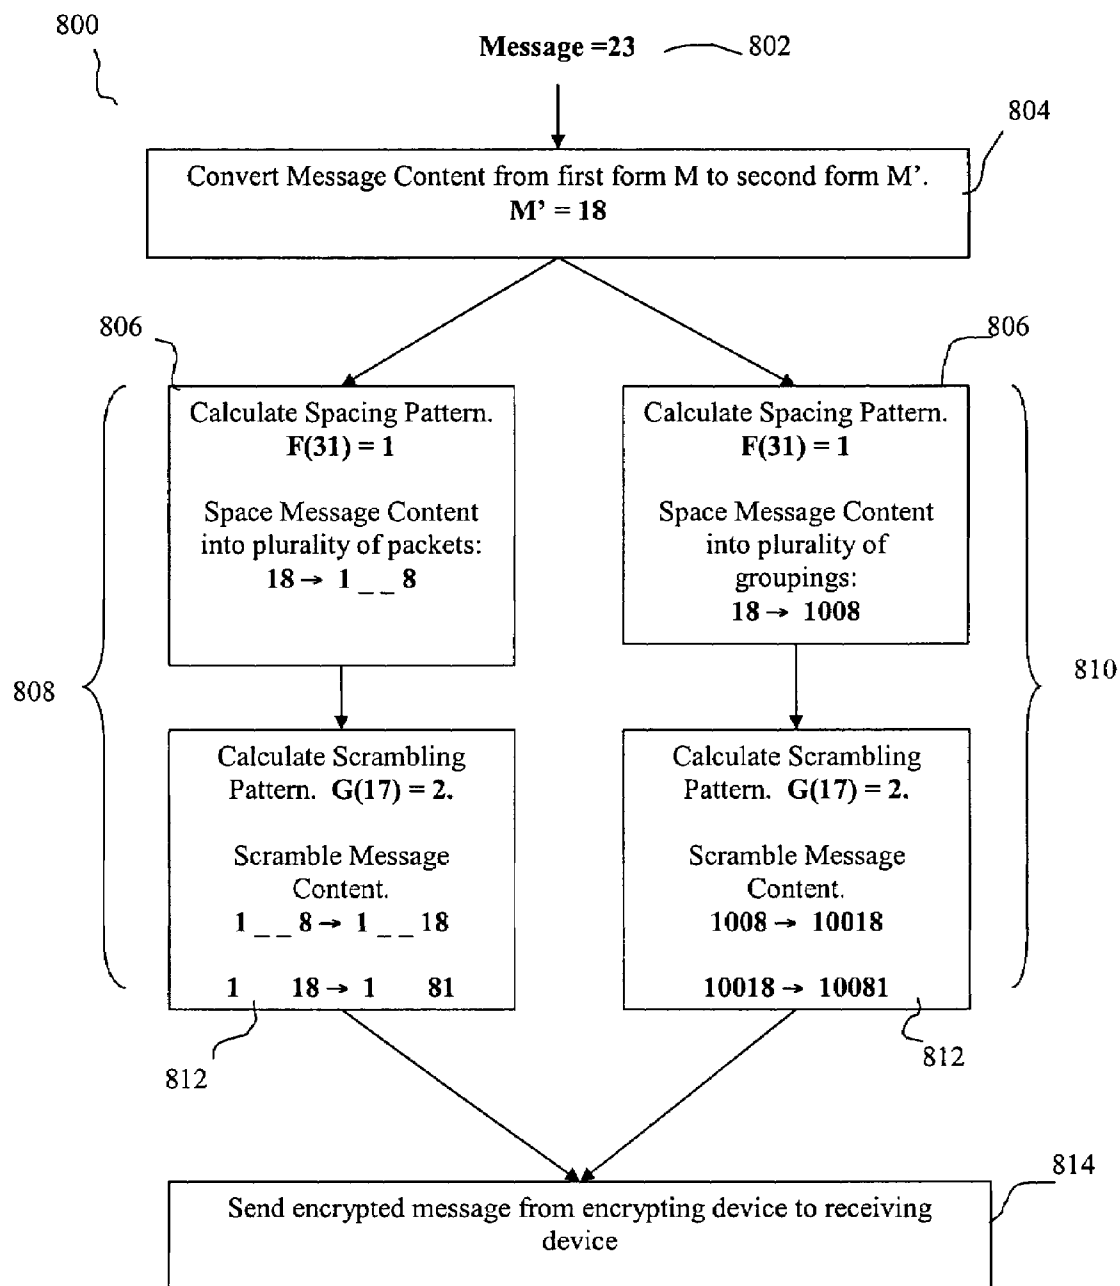 800
Message =23
802
804
Convert Message Content from first form M to second form M’.
M’ = 18
806
806
Calculate Spacing Pattern.
F(31) = 1
Space Message Content
into plurality of packets:
18 → 1 _ _ 8
Calculate Spacing Pattern.
F(31) = 1
Space Message Content
into plurality of
groupings:
18 → 1008
808
810
Calculate Scrambling
Pattern. G(17) = 2.
Scramble Message
Content.
1 _ _ 8 → 1 _ _ 18
1 18 → 1 81
Calculate Scrambling
Pattern. G(17) = 2.
Scramble Message
Content.
1008 → 10018
10018 → 10081
812
812
814
Send encrypted message from encrypting device to receiving
device